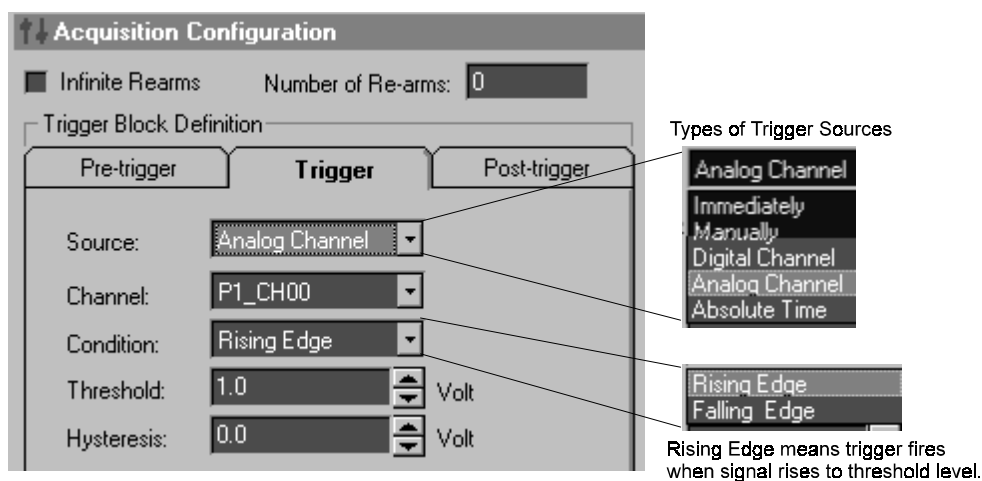 Acquisition Configuration
Infinite Rearms Number of Re-arms: 0
Trigger Block Definition
Pre-trigger Trigger Post-trigger
Source: Analog Channel
Channel: P1_CH00
Condition: Rising Edge
Threshold: 1.0 Volt
Hysteresis: 0.0 Volt
Types of Trigger Sources
Analog Channel
Immediately
Manually
Digital Channel
Analog Channel
Absolute Time
Rising Edge
Falling Edge
Rising Edge means trigger fires
when signal rises to threshold level.